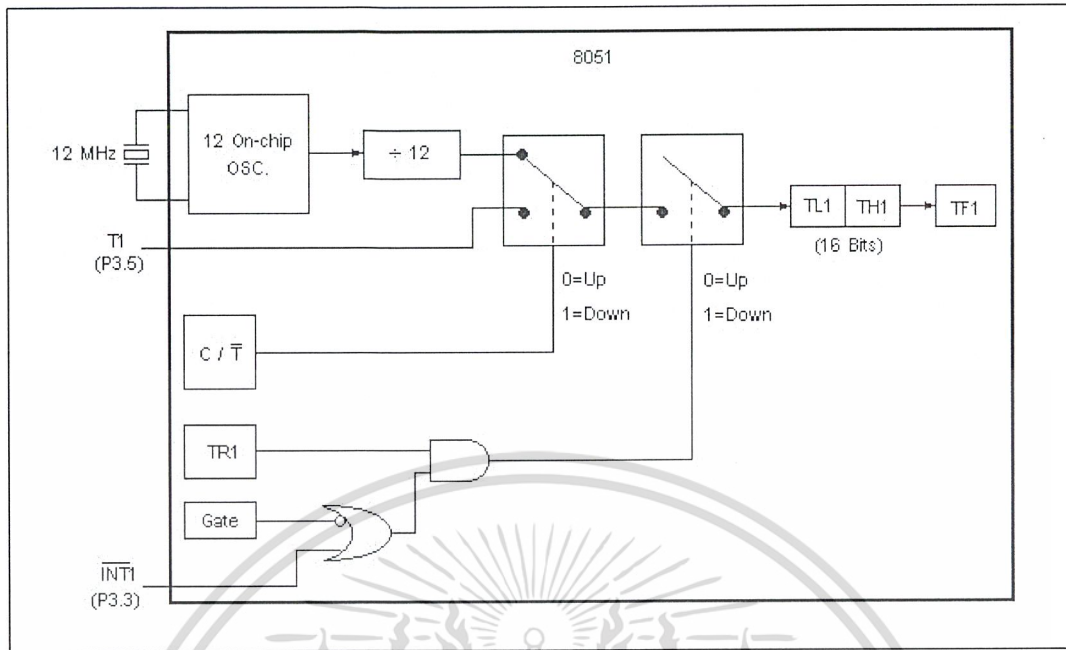 8051
12 MHz
12 On-chip
OSC.
÷ 12
T1
(P3.5)
TL1
TH1
TF1
(16 Bits)
0=Up
1=Down
0=Up
1=Down
C / T̅
TR1
Gate
I̅N̅T̅1̅
(P3.3)